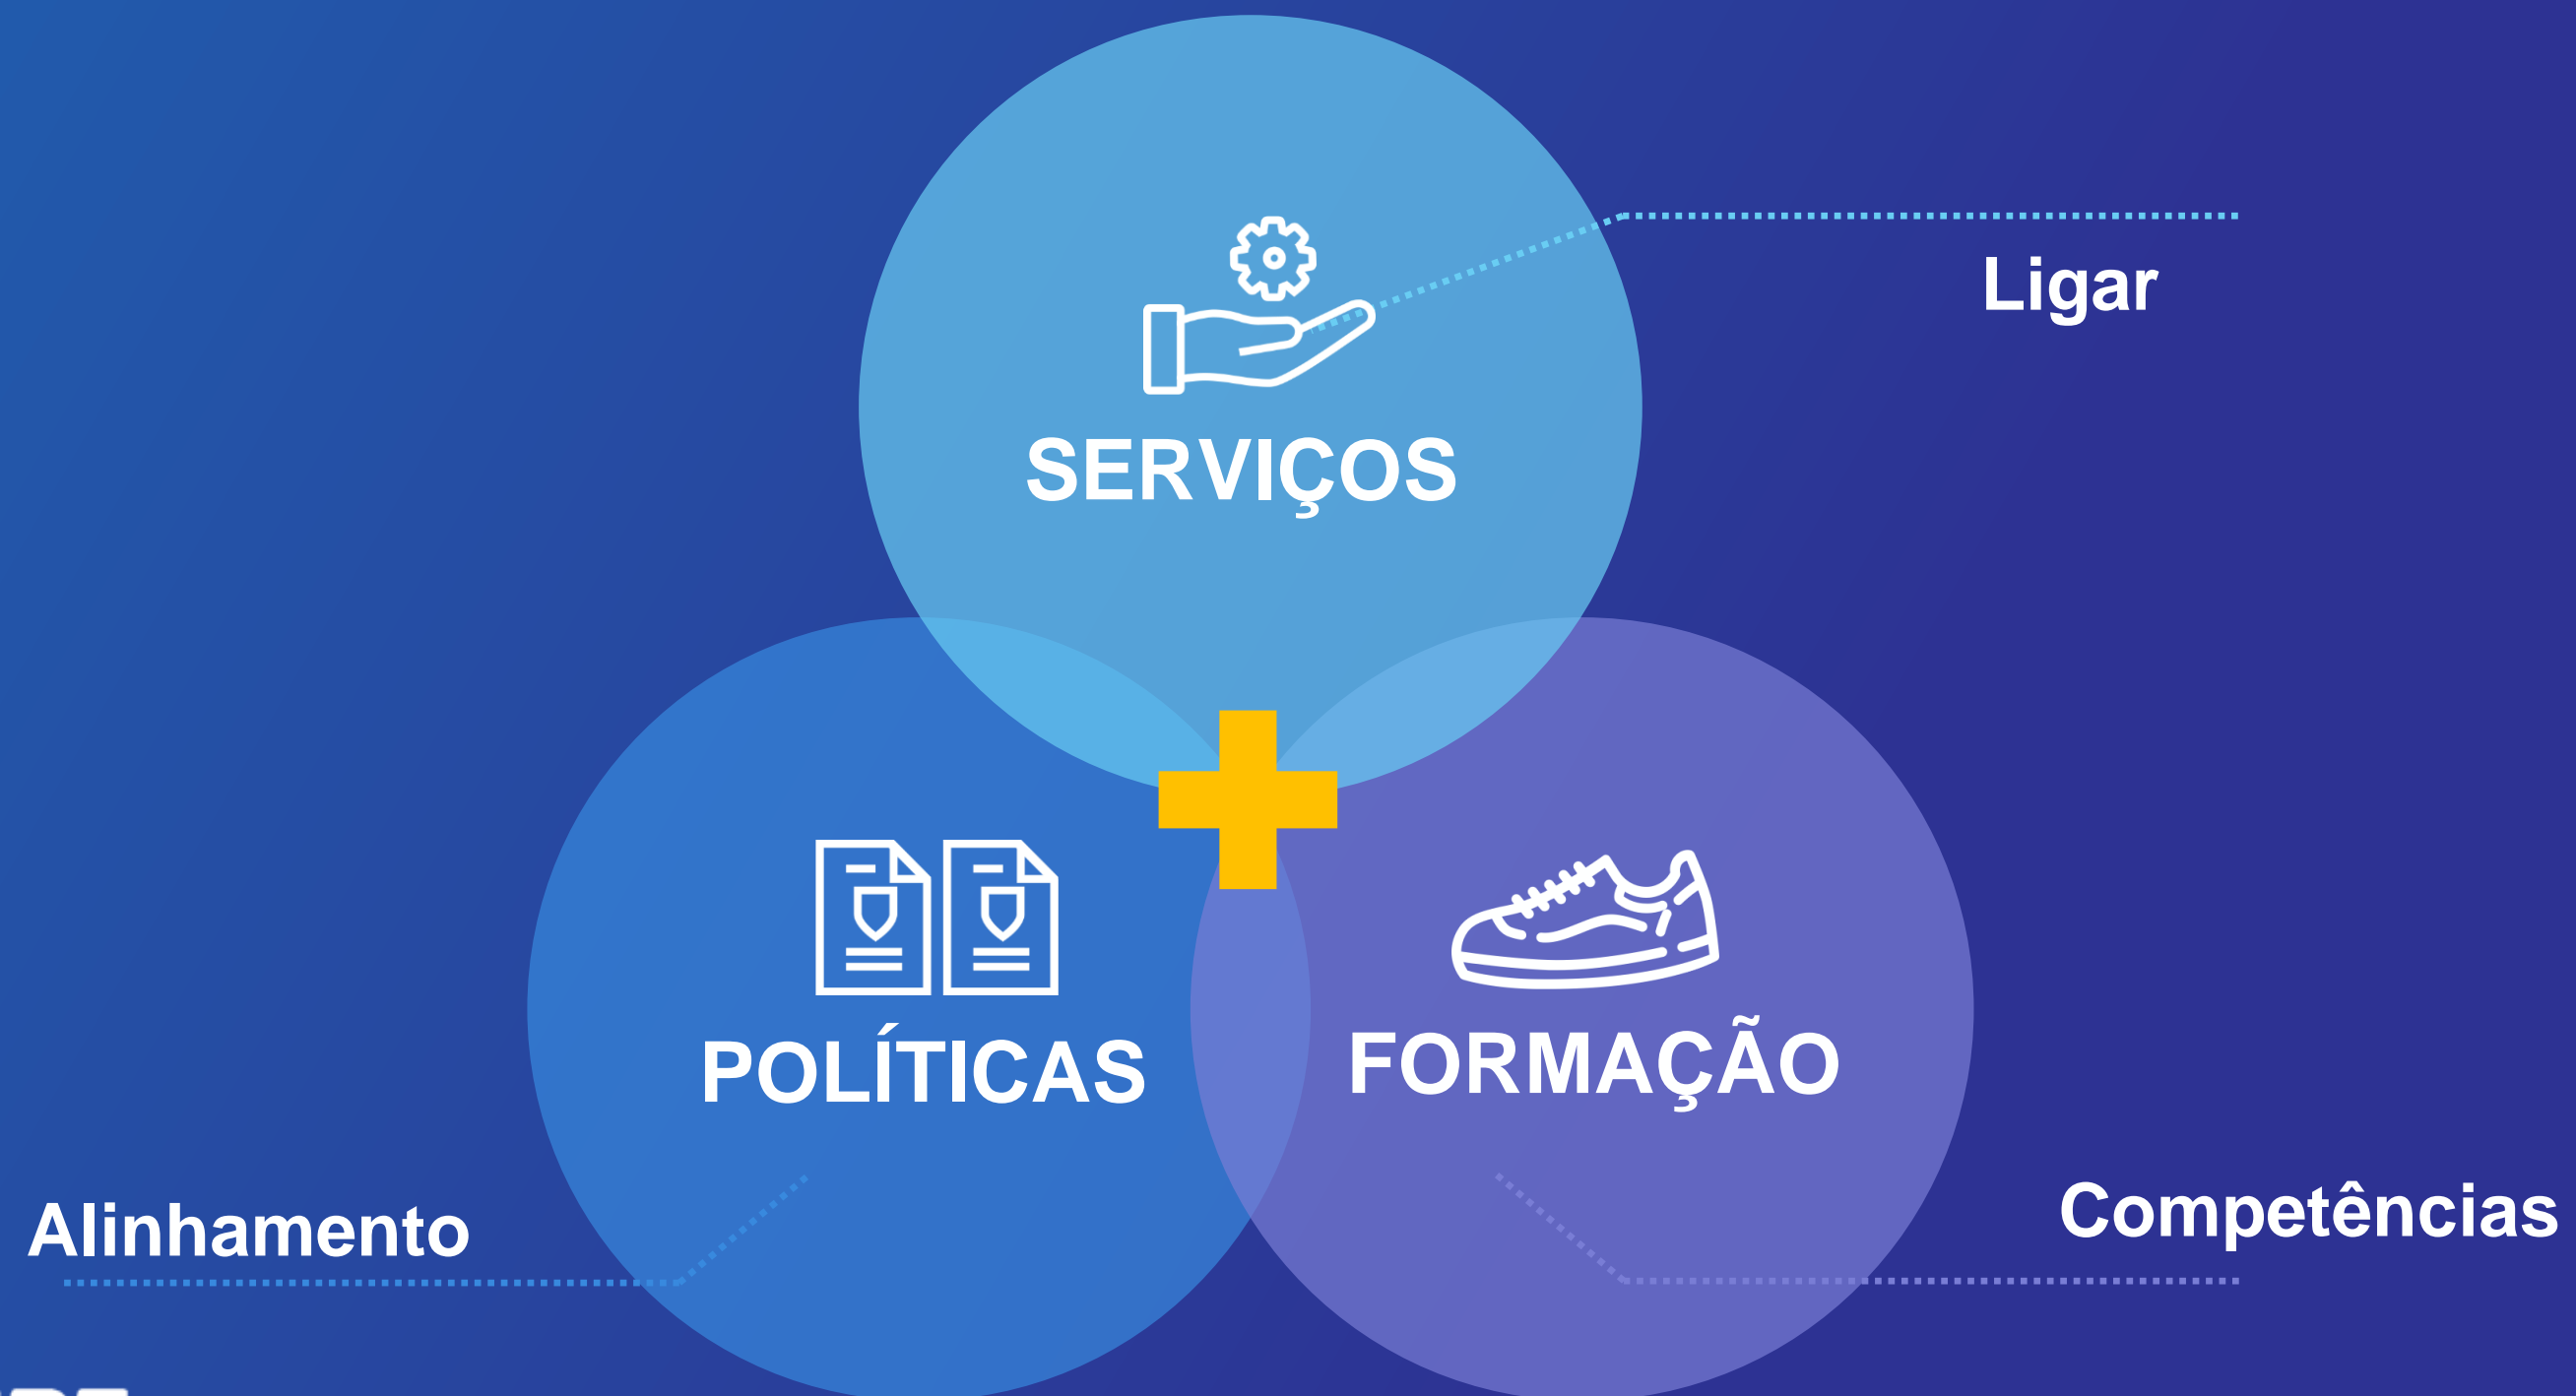 SERVIÇOS
Ligar
POLÍTICAS
FORMAÇÃO
Alinhamento
Competências